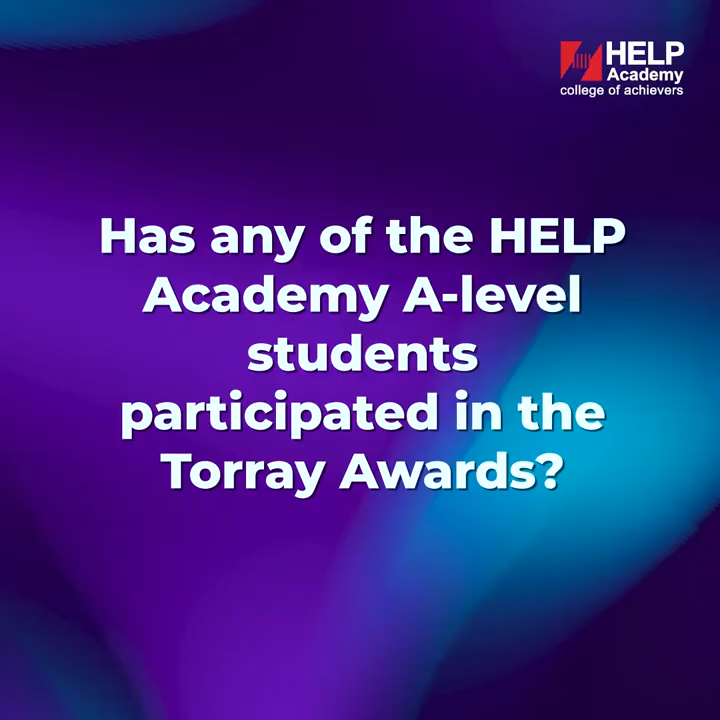 HELP
Academy
college of achievers
Has any of the HELP
Academy A-level
students
participated in the
Torray Awards?